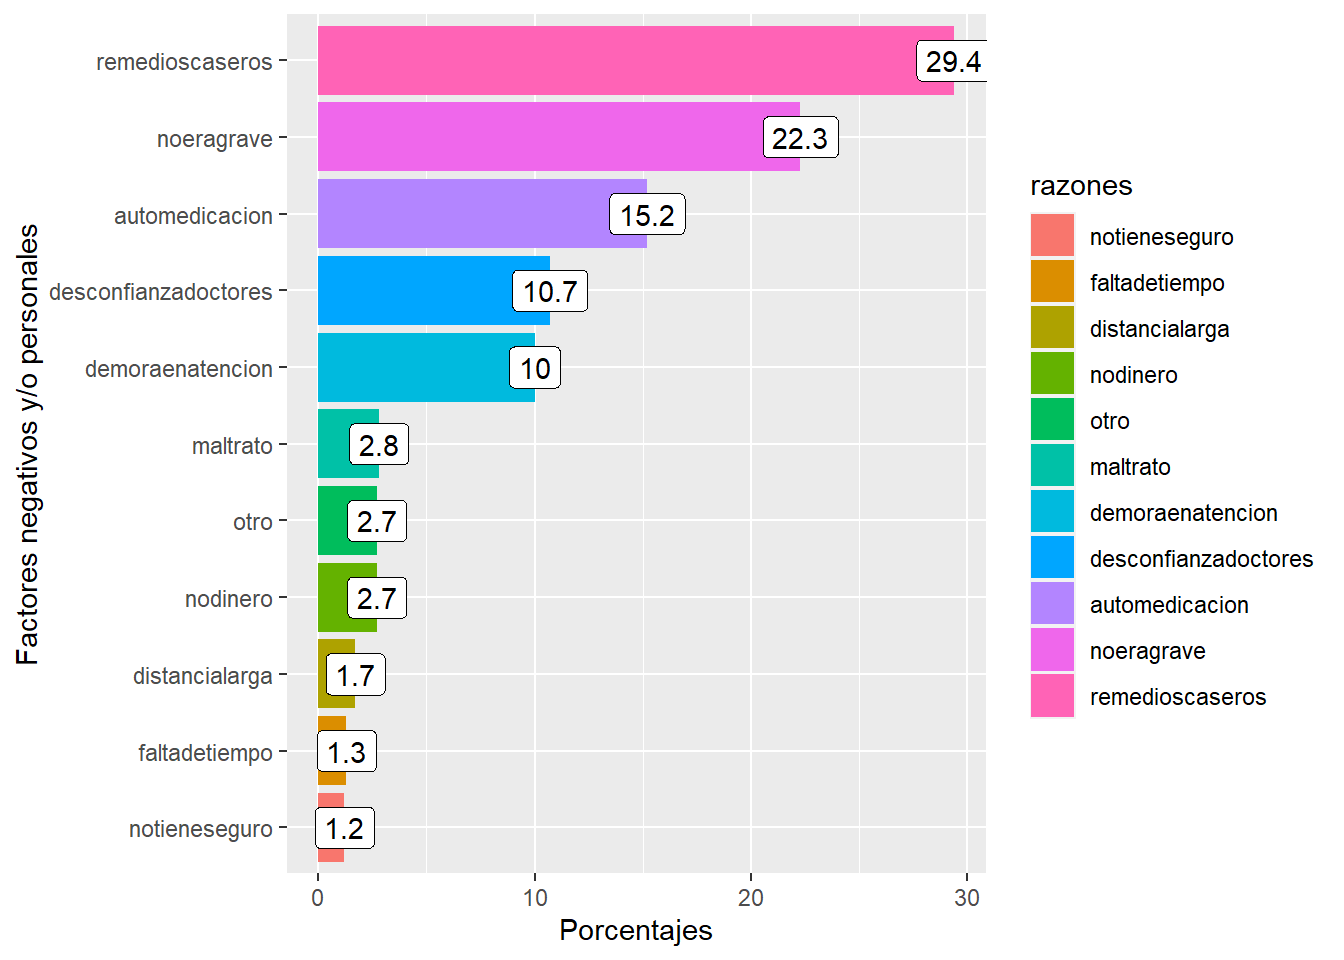 Factores negativos y/o personales
remedioscaseros 29.4
noeragrave 22.3
automedicacion 15.2
desconfianzadoctores 10.7
demoraenatencion 10
maltrato 2.8
otro 2.7
nodinero 2.7
distancialarga 1.7
faltadetiempo 1.3
notieneseguro 1.2
0 10 20 30
Porcentajes
razones
notieneseguro
faltadetiempo
distancialarga
nodinero
otro
maltrato
demoraenatencion
desconfianzadoctores
automedicacion
noeragrave
remedioscaseros